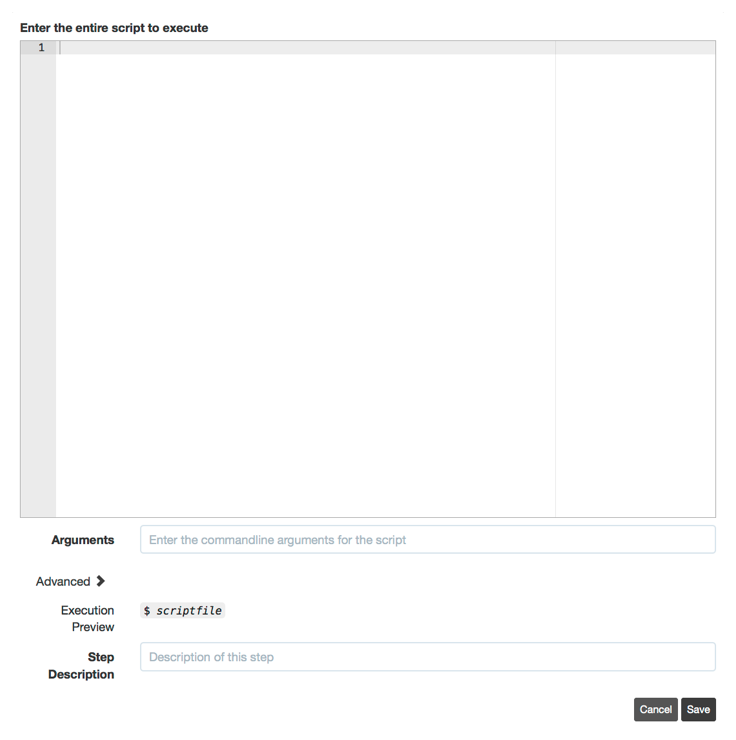 Enter the entire script to execute
1
Arguments
Enter the commandline arguments for the script
Advanced
Execution
Preview
$ scriptfile
Step
Description
Description of this step
Cancel Save